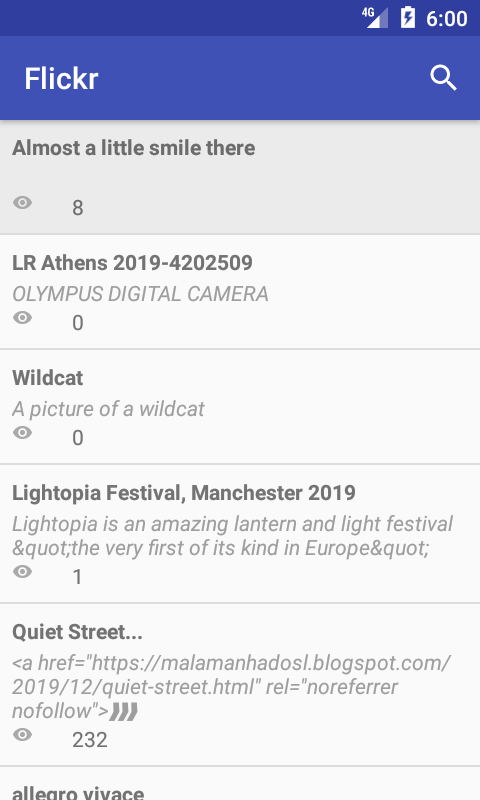 4G 6:00
Flickr
Almost a little smile there
8
LR Athens 2019-4202509
OLYMPUS DIGITAL CAMERA
0
Wildcat
A picture of a wildcat
0
Lightopia Festival, Manchester 2019
Lightopia is an amazing lantern and light festival
&quot;the very first of its kind in Europe&quot;
1
Quiet Street...
<a href="https://malamanhadosl.blogspot.com/
2019/12/quiet-street.html" rel="noreferrer
nofollow">⦘⦘⦘
232
allegro vivace